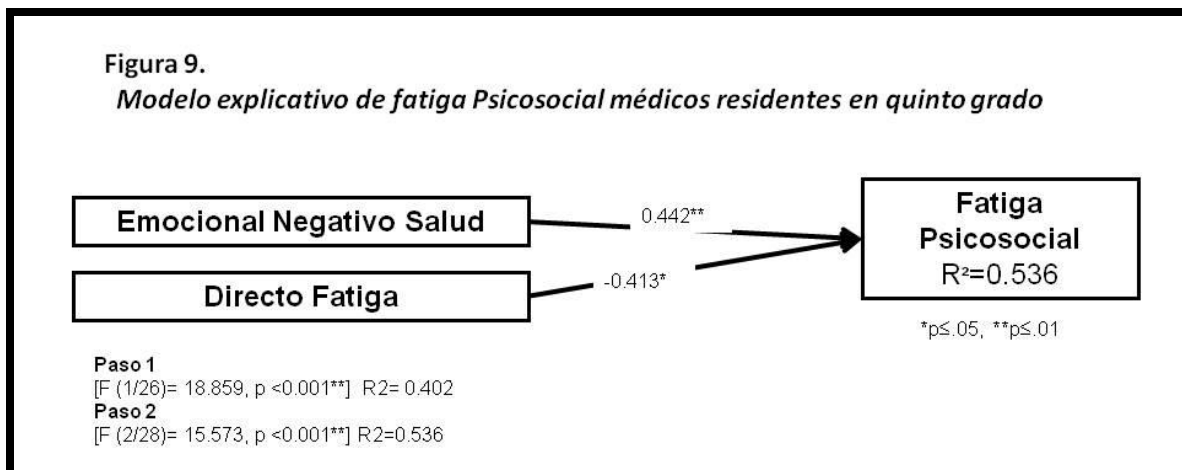 Figura 9.
Modelo explicativo de fatiga Psicosocial médicos residentes en quinto grado
Emocional Negativo Salud
0.442**
Fatiga
Psicosocial
R²=0.536
Directo Fatiga
-0.413*
*p≤.05, **p≤.01
Paso 1
[F (1/26)= 18.859, p <0.001**] R2= 0.402
Paso 2
[F (2/28)= 15.573, p <0.001**] R2=0.536